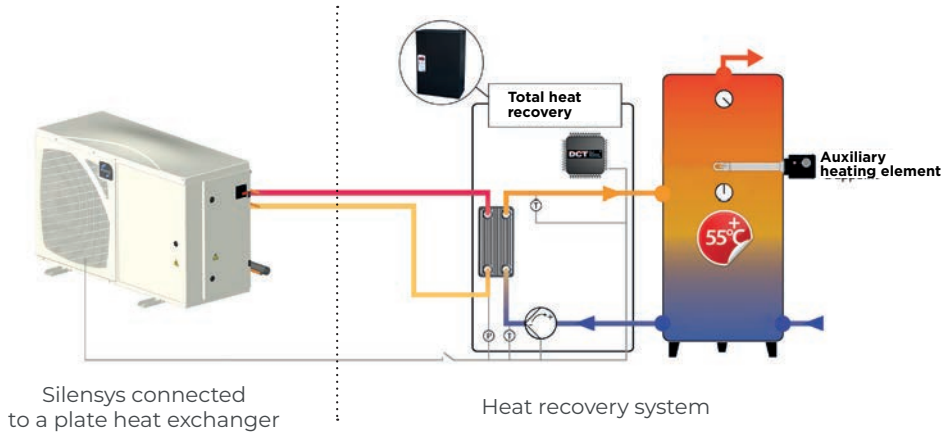 Total heat
recovery
DCT
Auxiliary
heating element
T
+
55°C
P
T
Silensys connected
to a plate heat exchanger
Heat recovery system